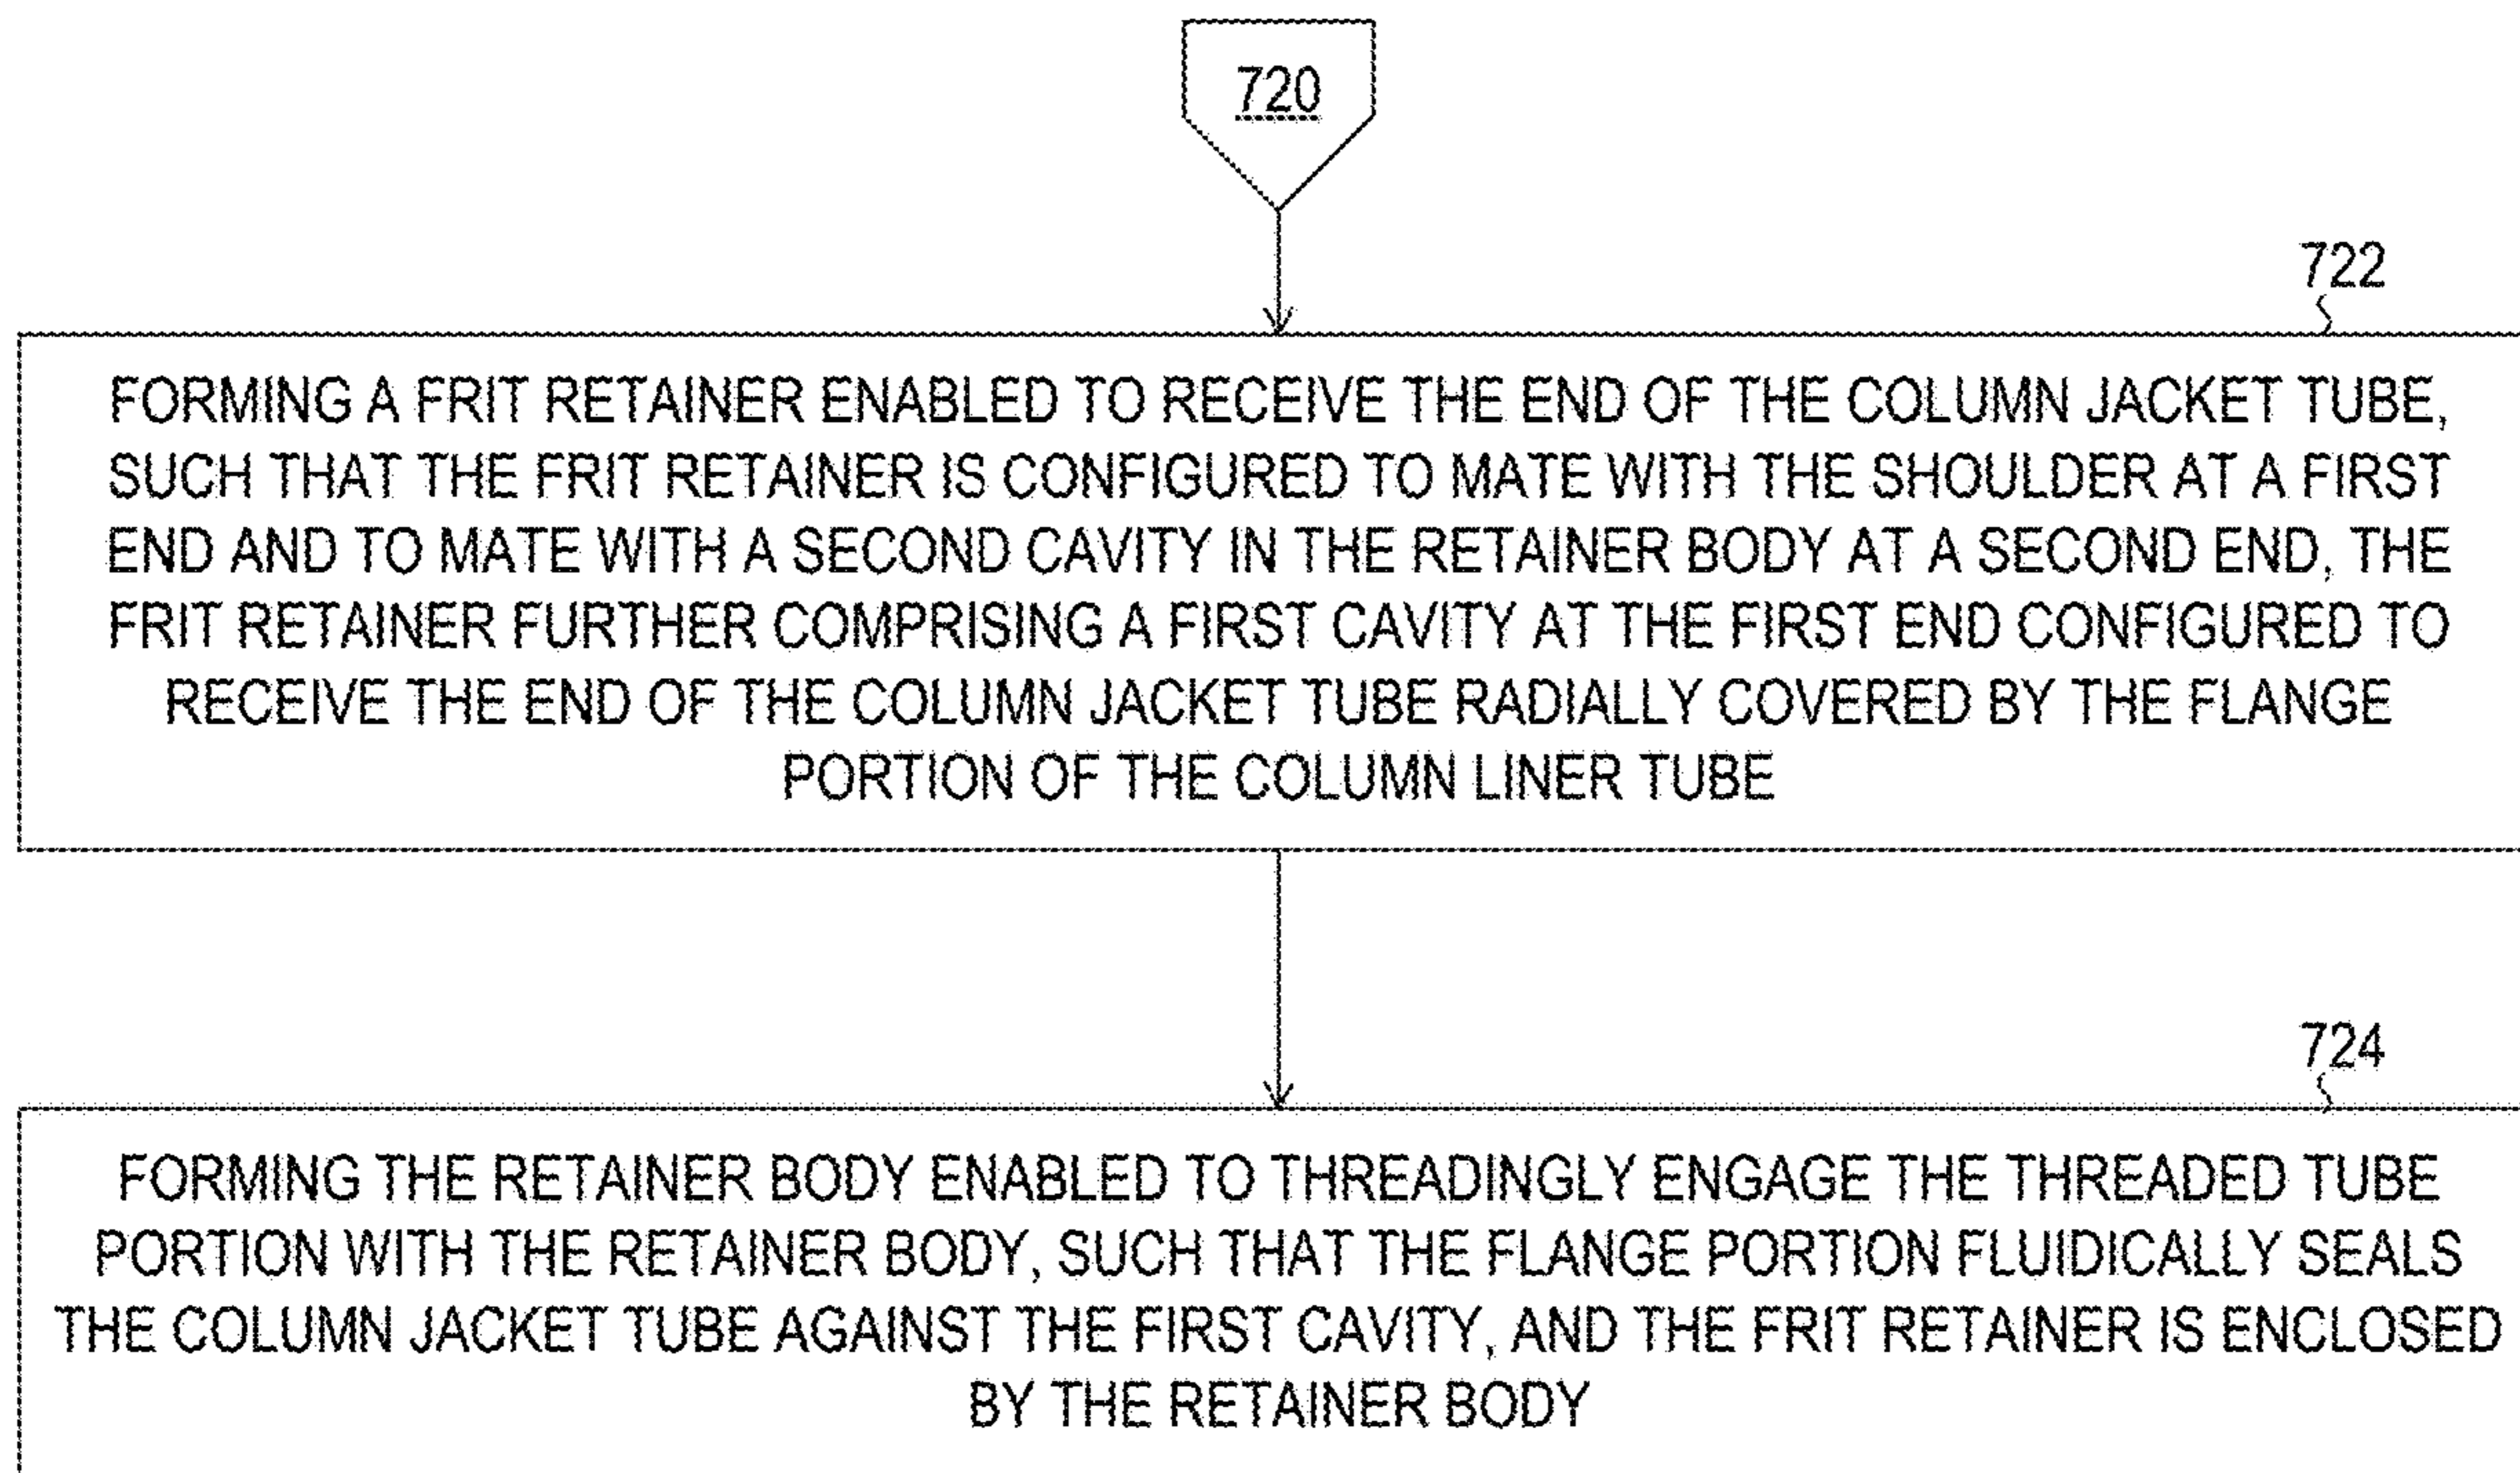 720
722
FORMING A FRIT RETAINER ENABLED TO RECEIVE THE END OF THE COLUMN JACKET TUBE,
SUCH THAT THE FRIT RETAINER IS CONFIGURED TO MATE WITH THE SHOULDER AT A FIRST
END AND TO MATE WITH A SECOND CAVITY IN THE RETAINER BODY AT A SECOND END, THE
FRIT RETAINER FURTHER COMPRISING A FIRST CAVITY AT THE FIRST END CONFIGURED TO
RECEIVE THE END OF THE COLUMN JACKET TUBE RADIALLY COVERED BY THE FLANGE
PORTION OF THE COLUMN LINER TUBE
724
FORMING THE RETAINER BODY ENABLED TO THREADINGLY ENGAGE THE THREADED TUBE
PORTION WITH THE RETAINER BODY, SUCH THAT THE FLANGE PORTION FLUIDICALLY SEALS
THE COLUMN JACKET TUBE AGAINST THE FIRST CAVITY, AND THE FRIT RETAINER IS ENCLOSED
BY THE RETAINER BODY